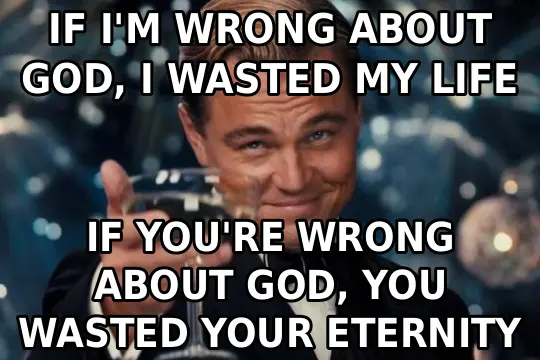 IF I'M WRONG ABOUT
GOD, I WASTED MY LIFE
IF YOU'RE WRONG
ABOUT GOD, YOU
WASTED YOUR ETERNITY